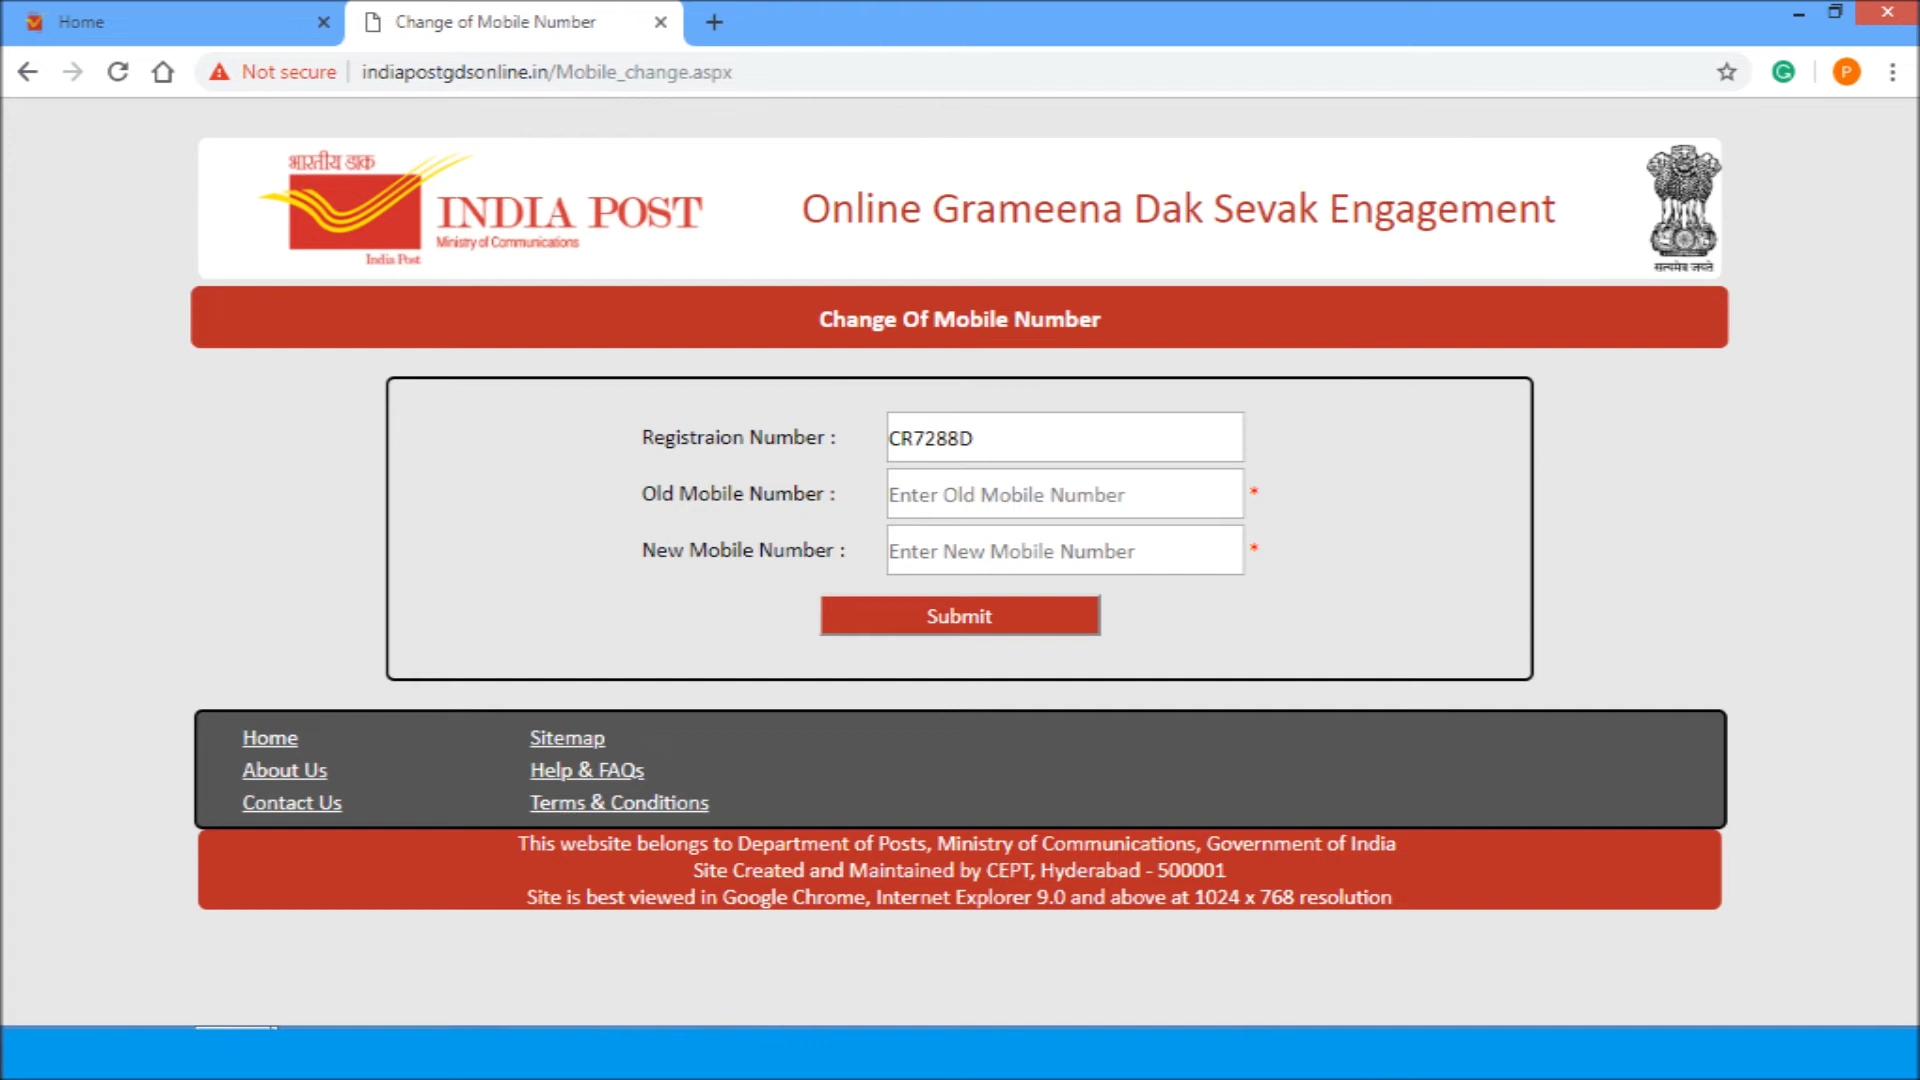 Home
Change of Mobile Number
Not secure
indiapostgdsonline.in/Mobile_change.aspx
P
भारतीय डाक
INDIA POST
Ministry of Communications
India Post
Online Grameena Dak Sevak Engagement
सत्यमेव जयते
Change Of Mobile Number
Registraion Number :
CR7288D
Old Mobile Number :
Enter Old Mobile Number *
New Mobile Number :
Enter New Mobile Number *
Submit
Home
Sitemap
About Us
Help & FAQs
Contact Us
Terms & Conditions
This website belongs to Department of Posts, Ministry of Communications, Government of India
Site Created and Maintained by CEPT, Hyderabad - 500001
Site is best viewed in Google Chrome, Internet Explorer 9.0 and above at 1024 x 768 resolution